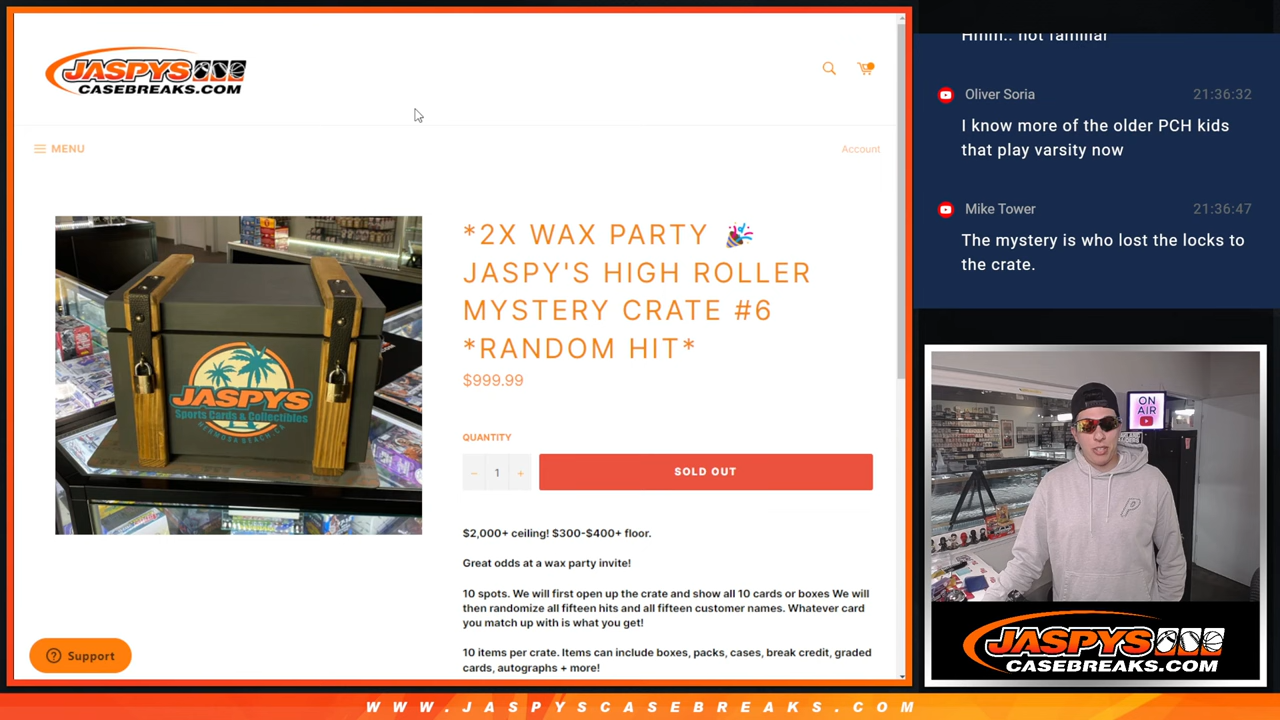 JASPYS
CASEBREAKS.COM
MENU
Account
JASPYS
Sports Cards & Collectibles
HERMOSA BEACH, CA
*2X WAX PARTY 🎉
JASPY'S HIGH ROLLER
MYSTERY CRATE #6
*RANDOM HIT*
$999.99
QUANTITY
− 1 +
SOLD OUT
$2,000+ ceiling! $300-$400+ floor.
Great odds at a wax party invite!
10 spots. We will first open up the crate and show all 10 cards or boxes We will
then randomize all fifteen hits and all fifteen customer names. Whatever card
you match up with is what you get!
10 items per crate. Items can include boxes, packs, cases, break credit, graded
cards, autographs + more!
Support
Hmm.. not familiar
Oliver Soria 21:36:32
I know more of the older PCH kids
that play varsity now
Mike Tower 21:36:47
The mystery is who lost the locks to
the crate.
ON
AIR
JASPYS
CASEBREAKS.COM
WWW.JASPYSCASEBREAKS.COM